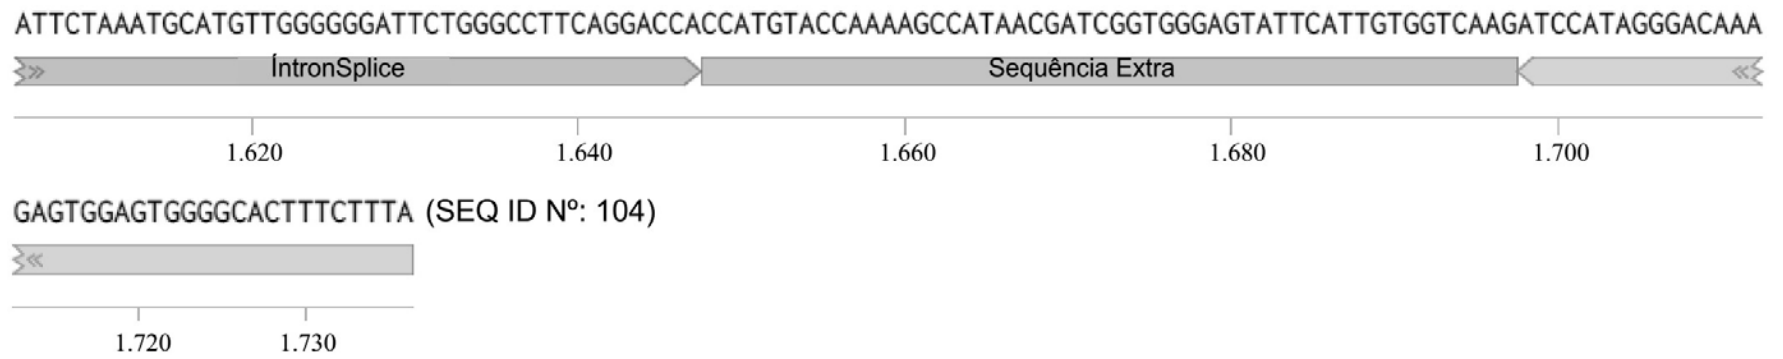 ATTCTAAATGCATGTTGGGGGGATTCTGGGCCTTCAGGACCACCATGTACCAAAAGCCATAACGATCGGTGGGAGTATTCATTGTGGTCAAGATCCATAGGGACAAA
ÍntronSplice Sequência Extra
1.620 1.640 1.660 1.680 1.700
GAGTGGAGTGGGGCACTTTCTTTA (SEQ ID Nº: 104)
1.720 1.730